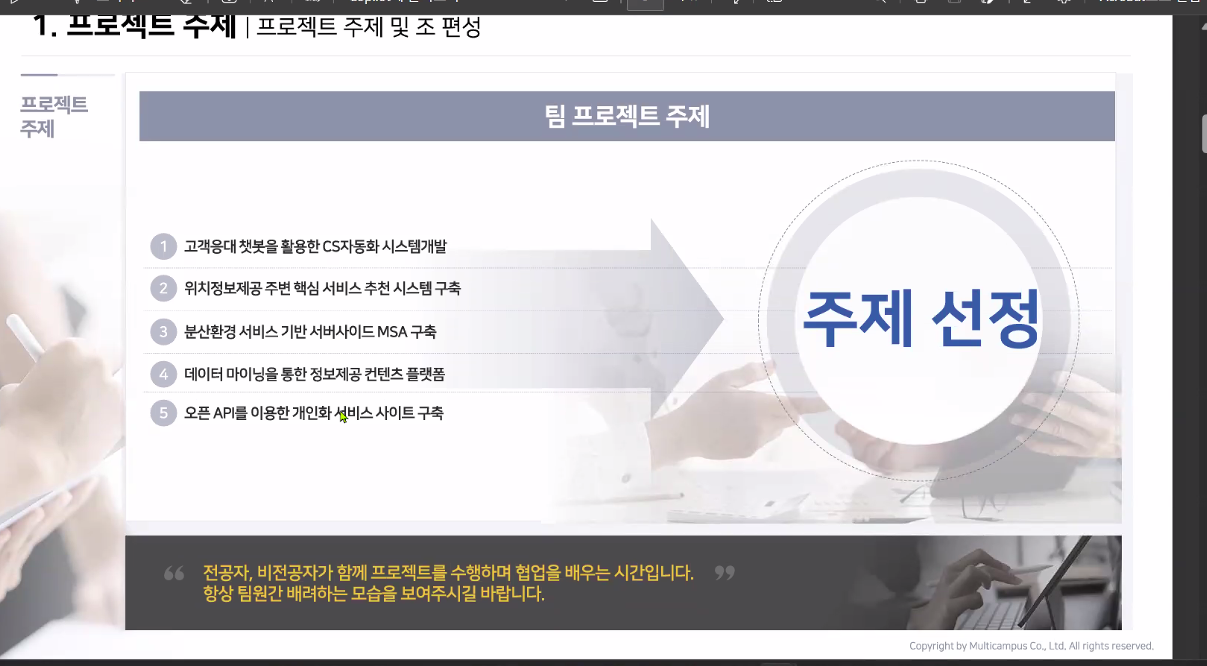 1. 프로젝트 주제 | 프로젝트 주제 및 조 편성
프로젝트
주제
팀 프로젝트 주제
1 고객응대 챗봇을 활용한 CS자동화 시스템개발
2 위치정보제공 주변 핵심 서비스 추천 시스템 구축
3 분산환경 서비스 기반 서버사이드 MSA 구축
4 데이터 마이닝을 통한 정보제공 컨텐츠 플랫폼
5 오픈 API를 이용한 개인화 서비스 사이트 구축
주제 선정
“ 전공자, 비전공자가 함께 프로젝트를 수행하며 협업을 배우는 시간입니다. ”
항상 팀원간 배려하는 모습을 보여주시길 바랍니다.
Copyright by Multicampus Co., Ltd. All rights reserved.